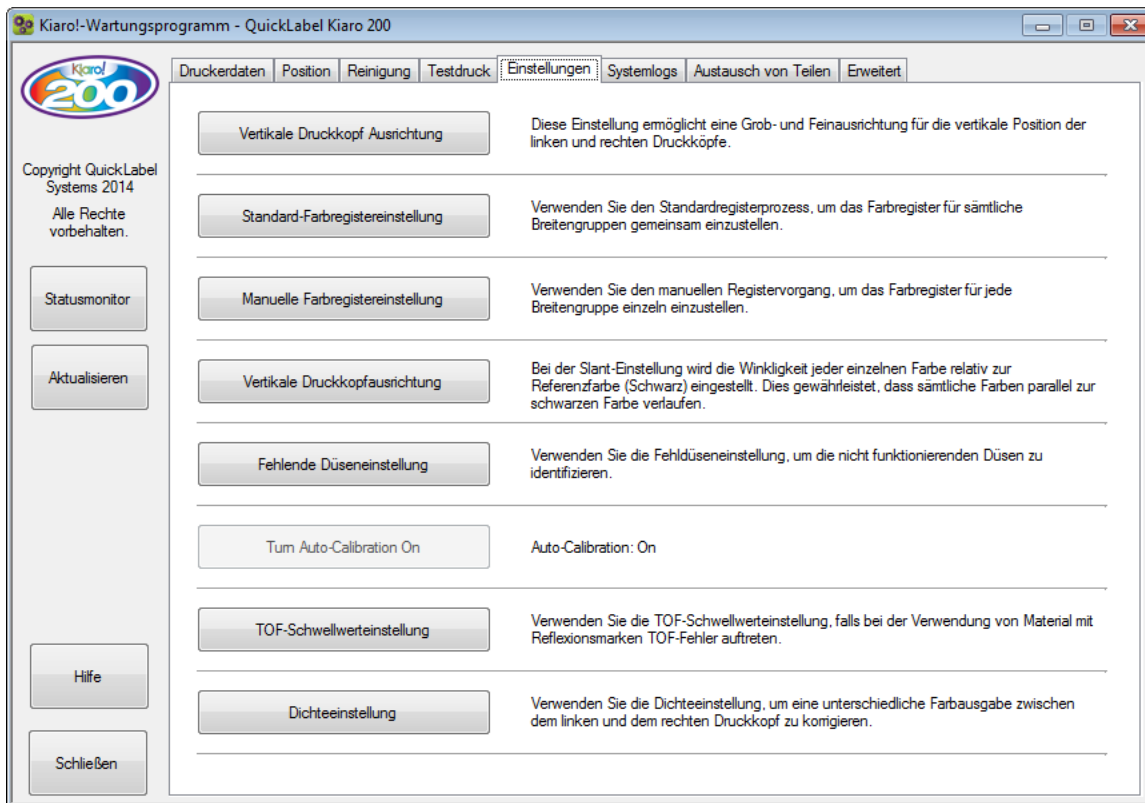 Kiaro!-Wartungsprogramm - QuickLabel Kiaro 200
Kiaro!
200
Copyright QuickLabel
Systems 2014
Alle Rechte
vorbehalten.
Statusmonitor
Aktualisieren
Hilfe
Schließen
Druckerdaten
Position
Reinigung
Testdruck
Einstellungen
Systemlogs
Austausch von Teilen
Erweitert
Vertikale Druckkopf Ausrichtung
Diese Einstellung ermöglicht eine Grob- und Feinausrichtung für die vertikale Position der
linken und rechten Druckköpfe.
Standard-Farbregistereinstellung
Verwenden Sie den Standardregisterprozess, um das Farbregister für sämtliche
Breitengruppen gemeinsam einzustellen.
Manuelle Farbregistereinstellung
Verwenden Sie den manuellen Registervorgang, um das Farbregister für jede
Breitengruppe einzeln einzustellen.
Vertikale Druckkopfausrichtung
Bei der Slant-Einstellung wird die Winkligkeit jeder einzelnen Farbe relativ zur
Referenzfarbe (Schwarz) eingestellt. Dies gewährleistet, dass sämtliche Farben parallel zur
schwarzen Farbe verlaufen.
Fehlende Düseneinstellung
Verwenden Sie die Fehldüseneinstellung, um die nicht funktionierenden Düsen zu
identifizieren.
Turn Auto-Calibration On
Auto-Calibration: On
TOF-Schwellwerteinstellung
Verwenden Sie die TOF-Schwellwerteinstellung, falls bei der Verwendung von Material mit
Reflexionsmarken TOF-Fehler auftreten.
Dichteeinstellung
Verwenden Sie die Dichteeinstellung, um eine unterschiedliche Farbausgabe zwischen
dem linken und dem rechten Druckkopf zu korrigieren.